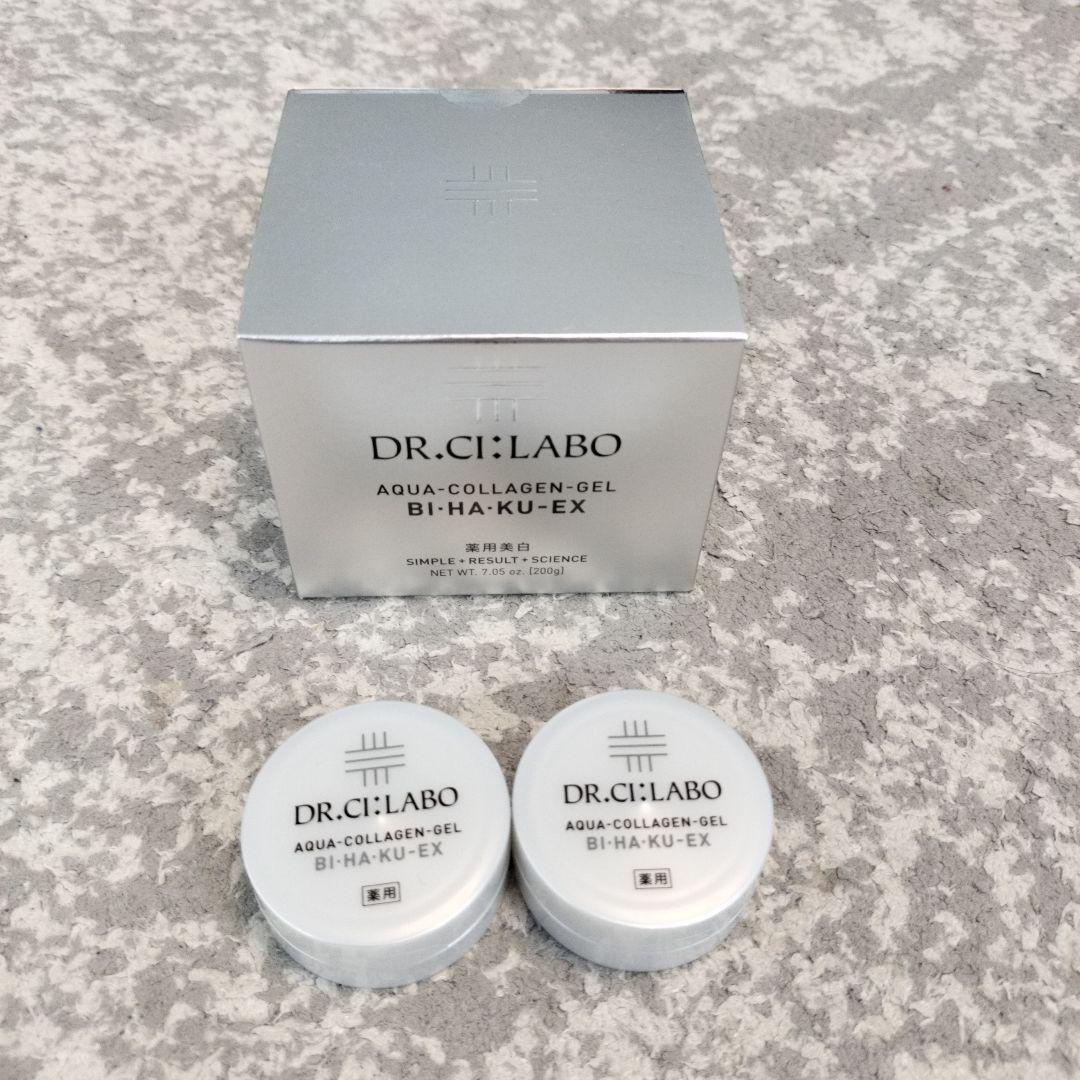 DR.CI:LABO
AQUA-COLLAGEN-GEL
BI·HA·KU-EX
薬用美白
SIMPLE + RESULT + SCIENCE
NET WT. 7.05 oz. (200g)
DR.CI:LABO
AQUA-COLLAGEN-GEL
BI·HA·KU-EX
薬用
DR.CI:LABO
AQUA-COLLAGEN-GEL
BI·HA·KU-EX
薬用